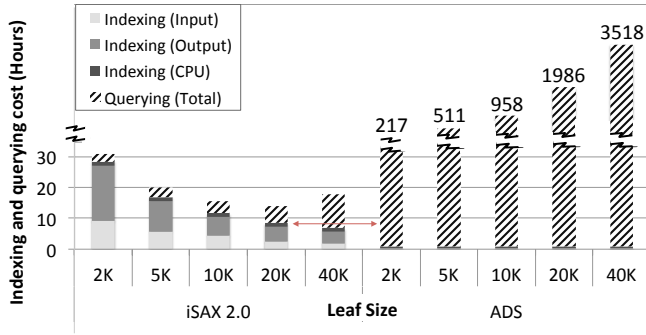 Indexing and querying cost (Hours)
Indexing (Input)
Indexing (Output)
Indexing (CPU)
Querying (Total)
217
511
958
1986
3518
30
20
10
0
2K 5K 10K 20K 40K 2K 5K 10K 20K 40K
iSAX 2.0 Leaf Size ADS